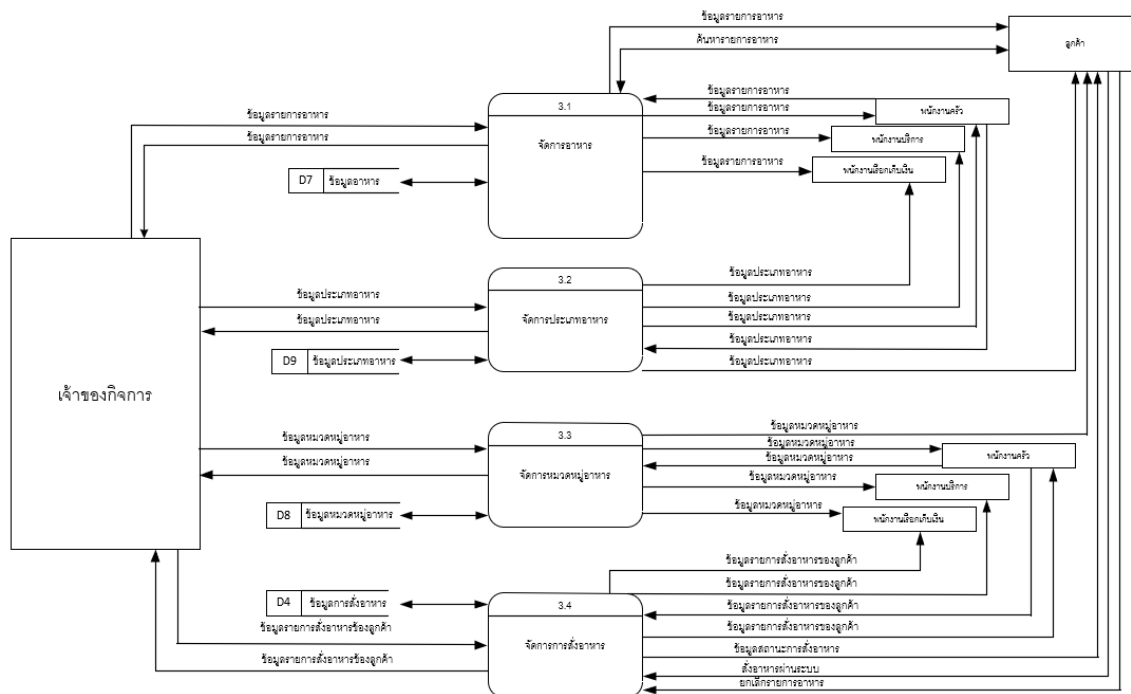 ข้อมูลรายการอาหาร
ค้นหารายการอาหาร
ลูกค้า
ข้อมูลรายการอาหาร
ข้อมูลรายการอาหาร
3.1
จัดการอาหาร
ข้อมูลรายการอาหาร
ข้อมูลรายการอาหาร
พนักงานครัว
ข้อมูลรายการอาหาร
พนักงานบริการ
ข้อมูลรายการอาหาร
พนักงานเรียกเก็บเงิน
D7 ข้อมูลอาหาร
เจ้าของกิจการ
3.2
จัดการประเภทอาหาร
ข้อมูลประเภทอาหาร
ข้อมูลประเภทอาหาร
ข้อมูลประเภทอาหาร
ข้อมูลประเภทอาหาร
ข้อมูลประเภทอาหาร
ข้อมูลประเภทอาหาร
ข้อมูลประเภทอาหาร
D9 ข้อมูลประเภทอาหาร
3.3
จัดการหมวดหมู่อาหาร
ข้อมูลหมวดหมู่อาหาร
ข้อมูลหมวดหมู่อาหาร
ข้อมูลหมวดหมู่อาหาร
ข้อมูลหมวดหมู่อาหาร
ข้อมูลหมวดหมู่อาหาร
พนักงานครัว
ข้อมูลหมวดหมู่อาหาร
พนักงานบริการ
ข้อมูลหมวดหมู่อาหาร
พนักงานเรียกเก็บเงิน
D8 ข้อมูลหมวดหมู่อาหาร
D4 ข้อมูลการสั่งอาหาร
3.4
จัดการการสั่งอาหาร
ข้อมูลรายการสั่งอาหารของลูกค้า
ข้อมูลรายการสั่งอาหารของลูกค้า
ข้อมูลรายการสั่งอาหารของลูกค้า
ข้อมูลรายการสั่งอาหารของลูกค้า
ข้อมูลรายการสั่งอาหารข้องลูกค้า
ข้อมูลรายการสั่งอาหารข้องลูกค้า
ข้อมูลสถานะการสั่งอาหาร
สั่งอาหารผ่านระบบ
ยกเลิกรายการอาหาร